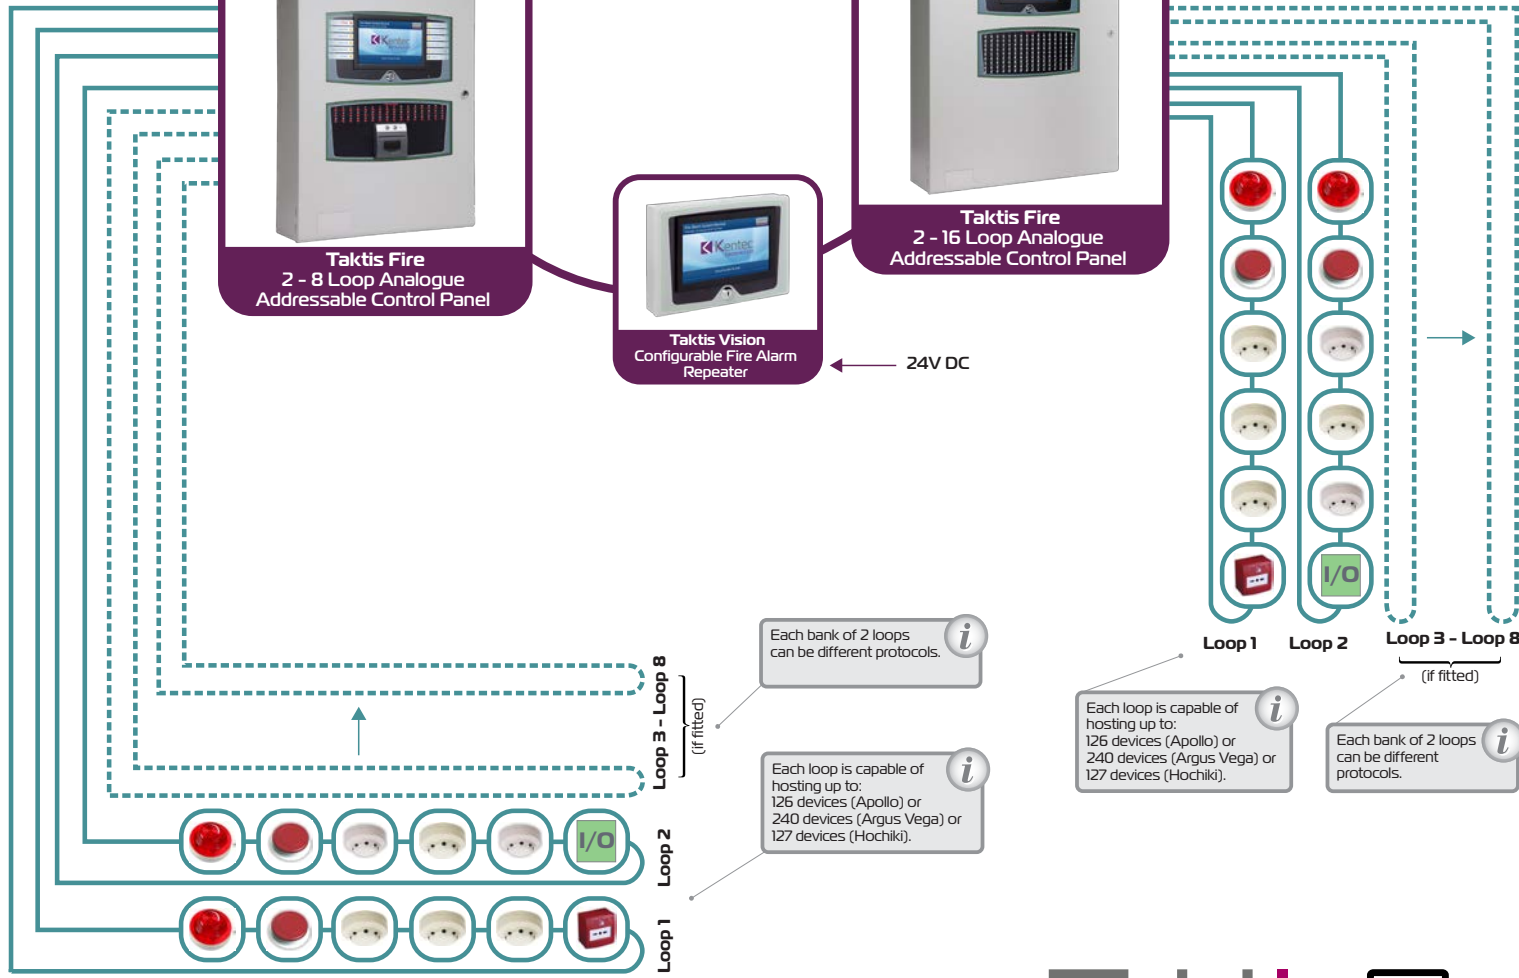 Kentec
Taktis Fire
2 - 8 Loop Analogue
Addressable Control Panel
Kentec
Taktis Vision
Configurable Fire Alarm
Repeater
24V DC
Taktis Fire
2 - 16 Loop Analogue
Addressable Control Panel
I/O
Loop 1
Loop 2
Loop 3 - Loop 8
(if fitted)
Each loop is capable of
hosting up to:
126 devices (Apollo) or
240 devices (Argus Vega) or
127 devices (Hochiki).
i
Each bank of 2 loops
can be different
protocols.
i
Each bank of 2 loops
can be different protocols.
i
Loop 3 - Loop 8
(if fitted)
Each loop is capable of
hosting up to:
126 devices (Apollo) or
240 devices (Argus Vega) or
127 devices (Hochiki).
i
I/O
Loop 2
Loop 1